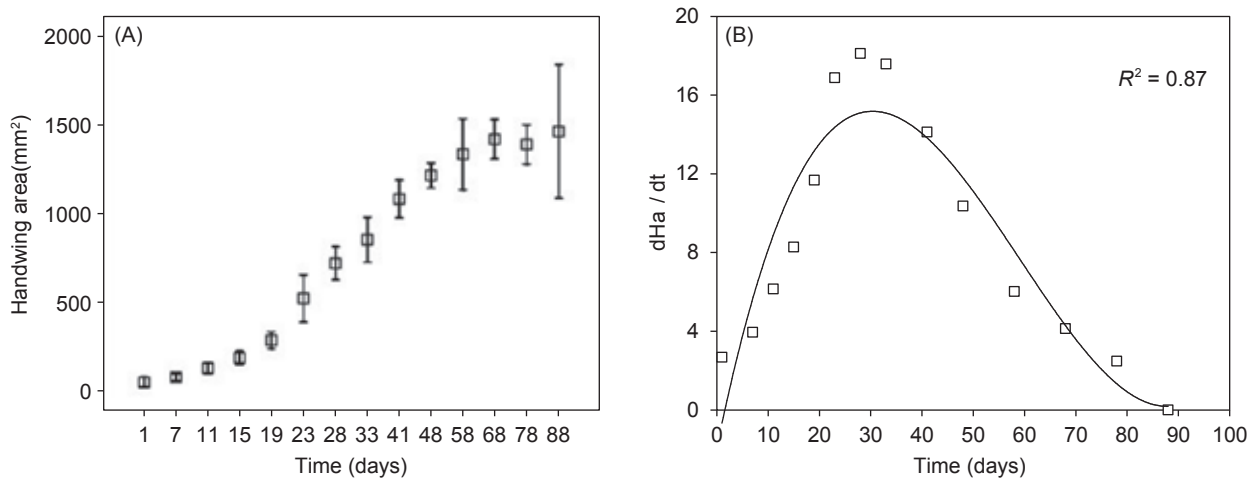 (A)
2000
1500
1000
500
0
Handwing area(mm²)
1 7 11 15 19 23 28 33 41 48 58 68 78 88
Time (days)
(B)
R² = 0.87
20
16
12
8
4
0
dHa / dt
0 10 20 30 40 50 60 70 80 90 100
Time (days)